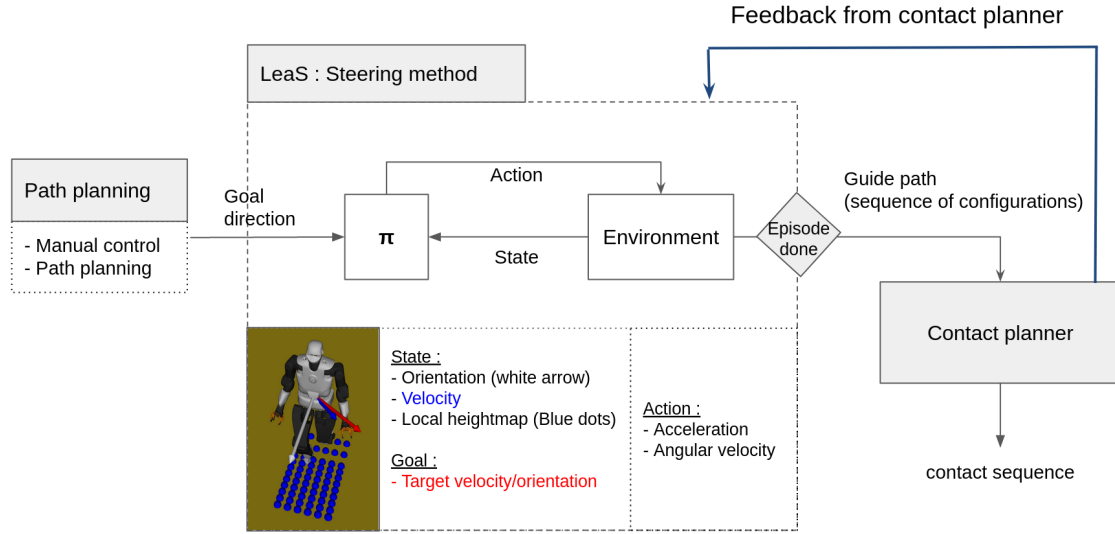 Feedback from contact planner
LeaS : Steering method
Path planning
- Manual control
- Path planning
Goal
direction
π
Action
State
Environment
Episode
done
Guide path
(sequence of configurations)
Contact planner
contact sequence
State :
- Orientation (white arrow)
- Velocity
- Local heightmap (Blue dots)
Goal :
- Target velocity/orientation
Action :
- Acceleration
- Angular velocity